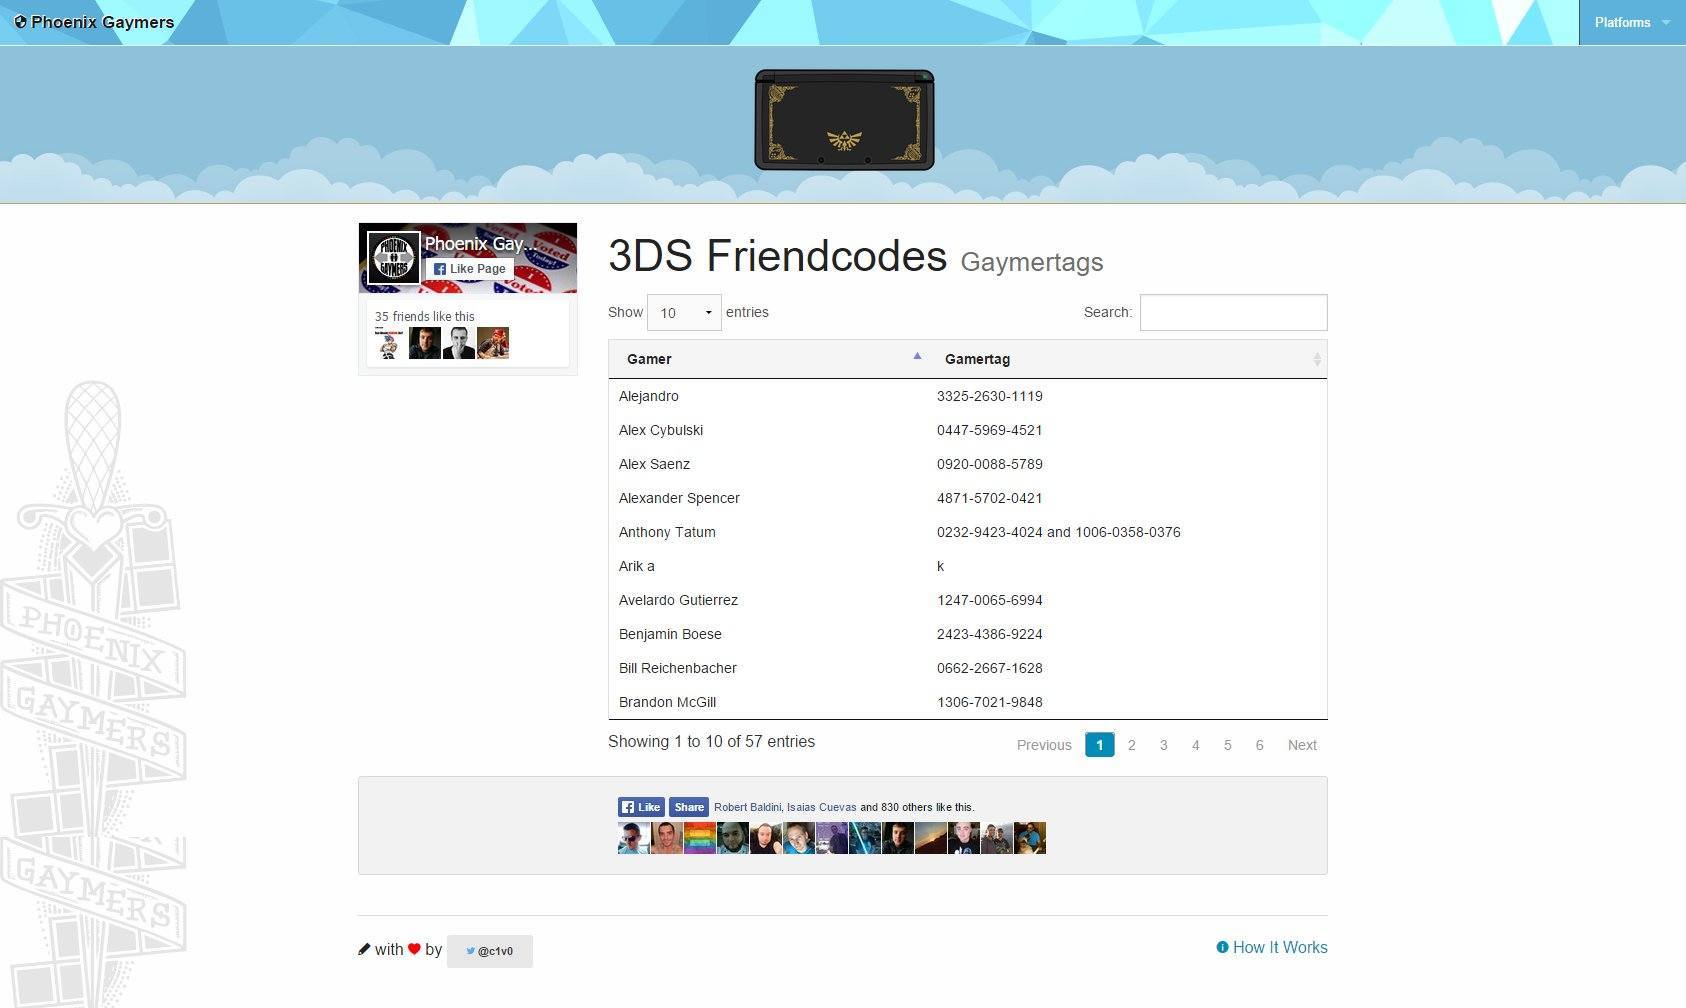 Phoenix Gaymers
Platforms
PHOENIX
GAYMERS
Phoenix Gay...
Like Page
35 friends like this
3DS Friendcodes Gaymertags
Show 10 entries
Search:
Gamer Gamertag
Alejandro 3325-2630-1119
Alex Cybulski 0447-5969-4521
Alex Saenz 0920-0088-5789
Alexander Spencer 4871-5702-0421
Anthony Tatum 0232-9423-4024 and 1006-0358-0376
Arik a k
Avelardo Gutierrez 1247-0065-6994
Benjamin Boese 2423-4386-9224
Bill Reichenbacher 0662-2667-1628
Brandon McGill 1306-7021-9848
Showing 1 to 10 of 57 entries
Previous 1 2 3 4 5 6 Next
PHOENIX
GAYMERS
GAYMERS
Like Share Robert Baldini, Isaias Cuevas and 830 others like this.
with by @c1v0
How It Works